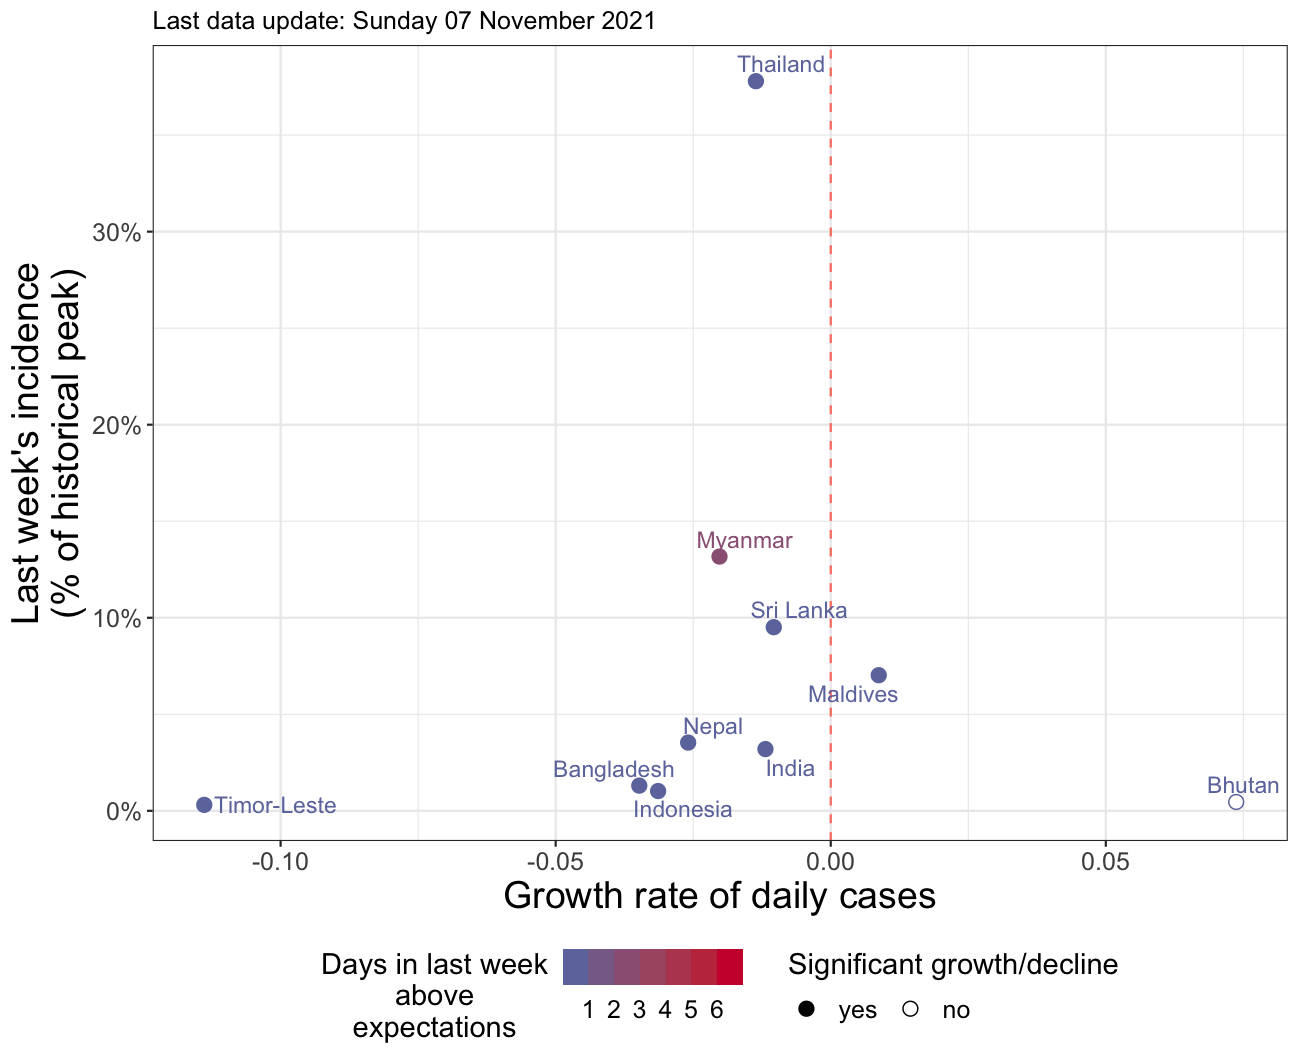 Last data update: Sunday 07 November 2021
Thailand
30%
20%
Last week's incidence
(% of historical peak)
Myanmar
10%
Sri Lanka
Maldives
Nepal
India
Bangladesh
Indonesia
Timor-Leste
Bhutan
0%
-0.10 -0.05 0.00 0.05
Growth rate of daily cases
Days in last week
above
expectations
1 2 3 4 5 6
Significant growth/decline
yes no